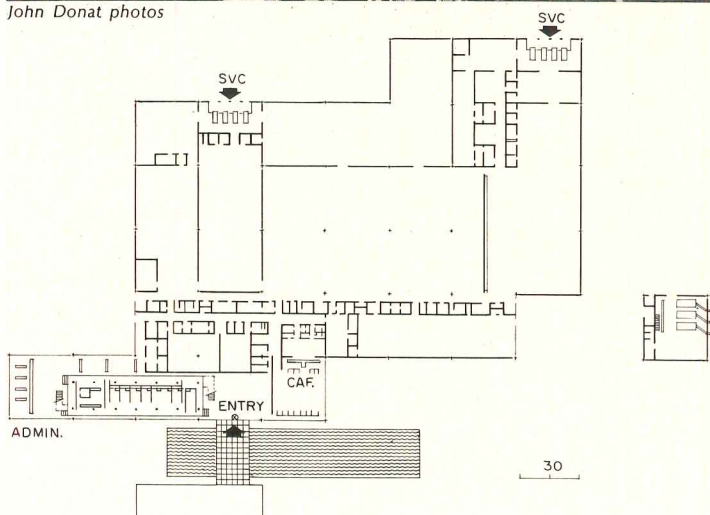 John Donat photos
SVC
SVC
CAF.
ENTRY
ADMIN.
30